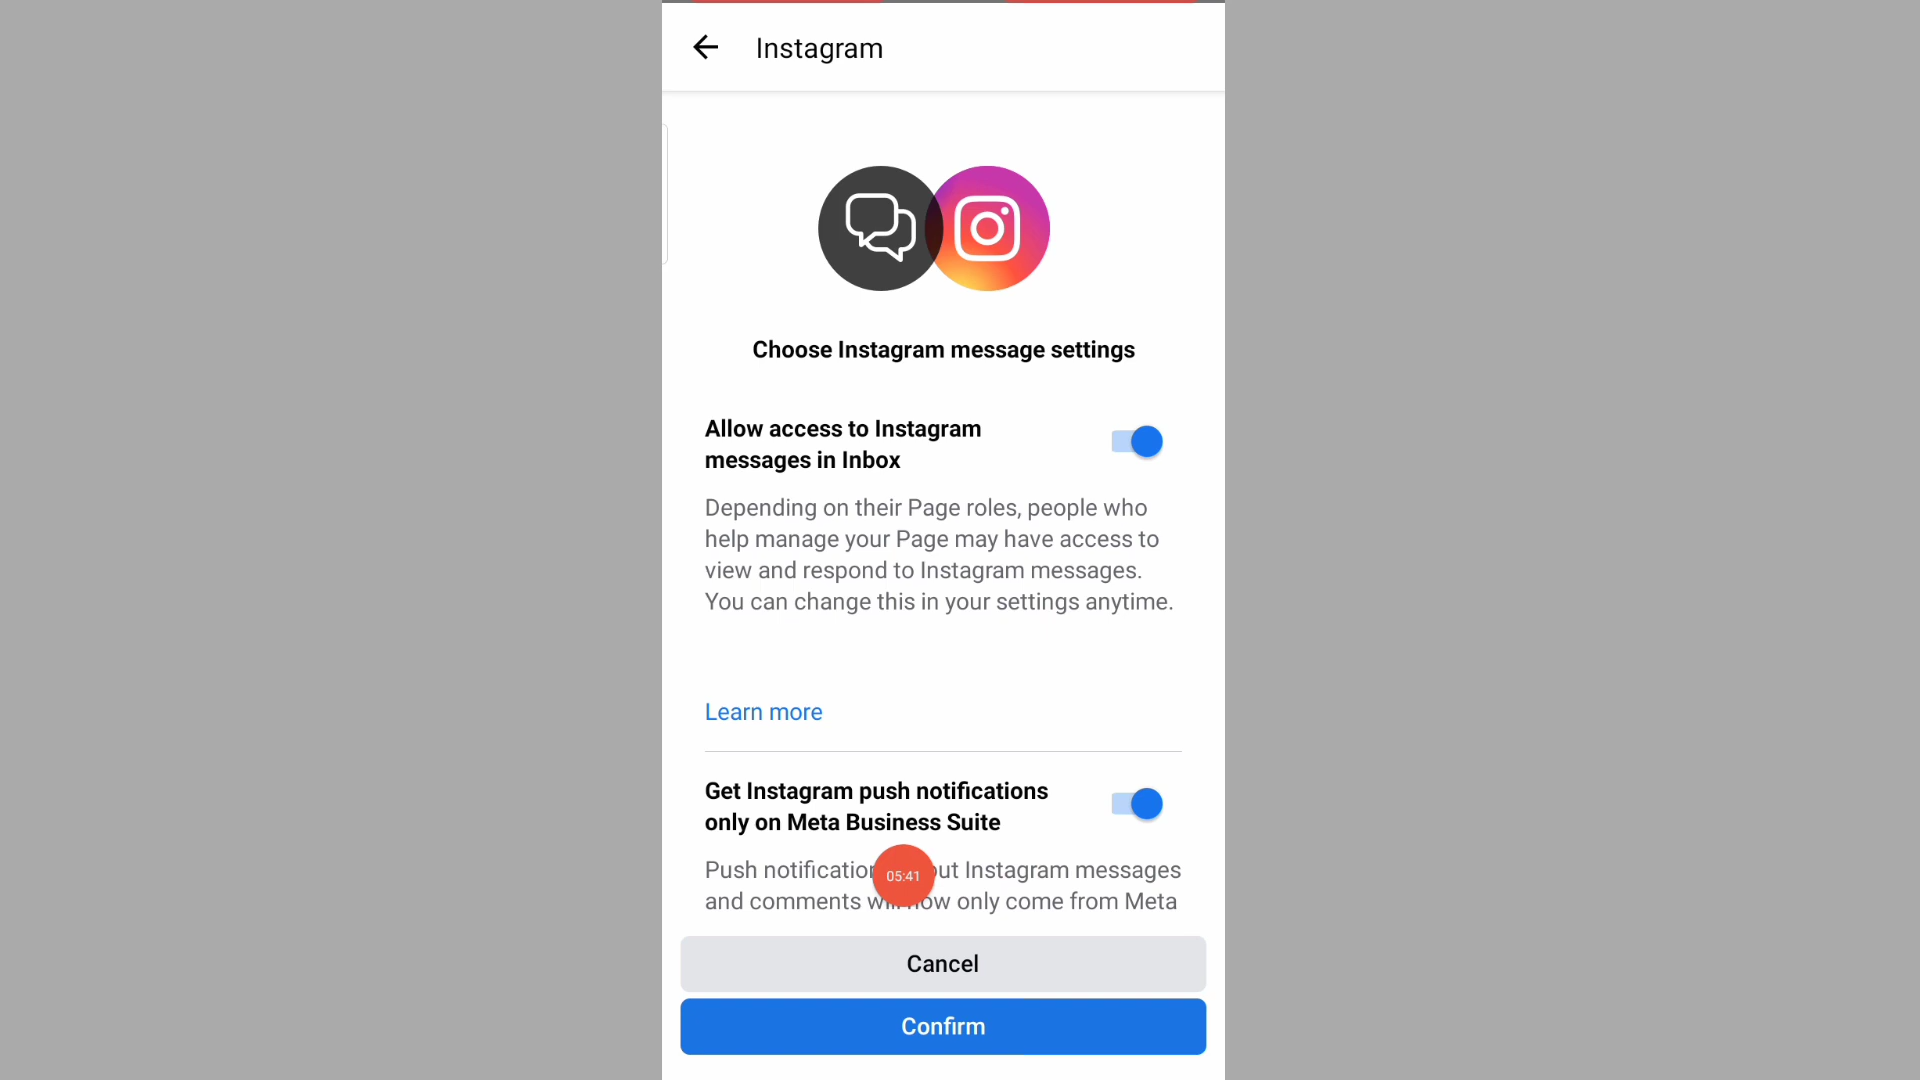 Instagram
Choose Instagram message settings
Allow access to Instagram
messages in Inbox
Depending on their Page roles, people who
help manage your Page may have access to
view and respond to Instagram messages.
You can change this in your settings anytime.
Learn more
Get Instagram push notifications
only on Meta Business Suite
Push Instagram messages
and comments only come from Meta
05:41
Cancel
Confirm